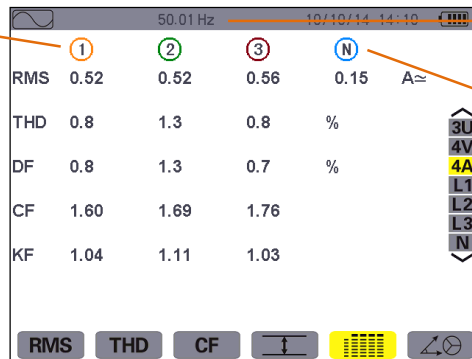 50.01 Hz 10/10/14 14:10
1 2 3 N
RMS 0.52 0.52 0.56 0.15 A≃
THD 0.8 1.3 0.8 %
DF 0.8 1.3 0.7 %
CF 1.60 1.69 1.76
KF 1.04 1.11 1.03
3U
4V
4A
L1
L2
L3
N
RMS THD CF